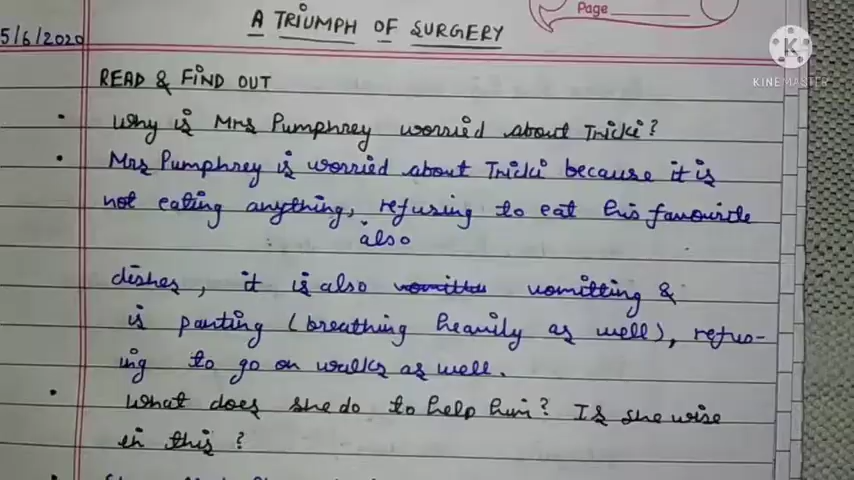 Page
A TRIUMPH OF SURGERY
5/6/2020
K
KINEMASTER
READ & FIND OUT
• Why is Mrs Pumphrey worried about Tricki?
• Mrs Pumphrey is worried about Tricki because it is
not eating anything, refusing to eat his favourite
also
dishes, it is also vomitting &
is panting (breathing heavily as well), refus-
ing to go on walks as well.
• What does she do to help him? Is she wise
in this?